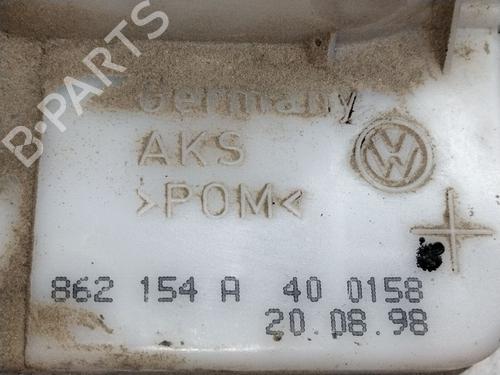 B-PARTS
Germany
AKS
>POM<
862 154 A 40 0158
20.08.98